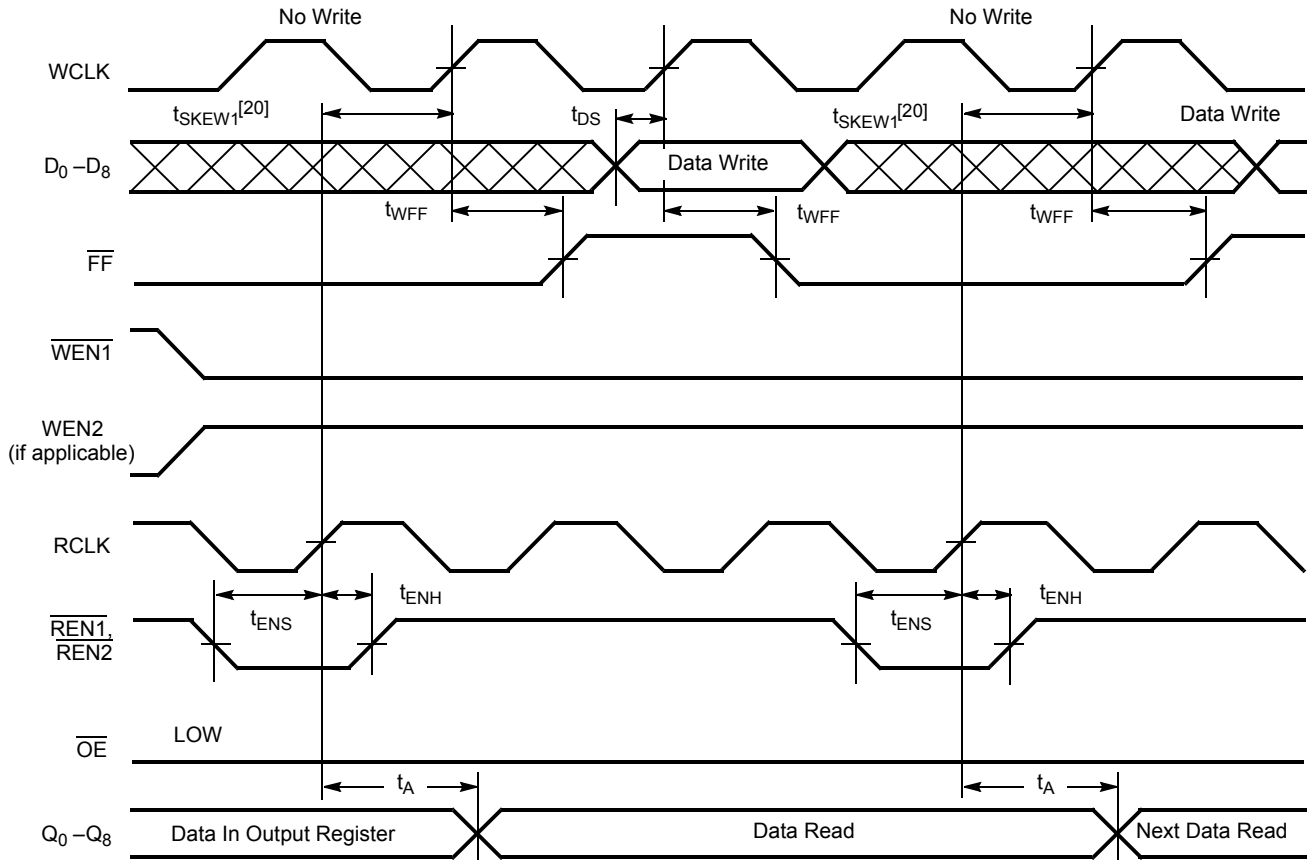 No Write No Write
WCLK
tSKEW1[20] tDS tSKEW1[20] Data Write
D0 –D8 Data Write
tWFF tWFF tWFF
FF
WEN1
WEN2
(if applicable)
RCLK
tENS tENH tENS tENH
REN1,
REN2
LOW
OE
tA tA
Q0 –Q8 Data In Output Register Data Read Next Data Read